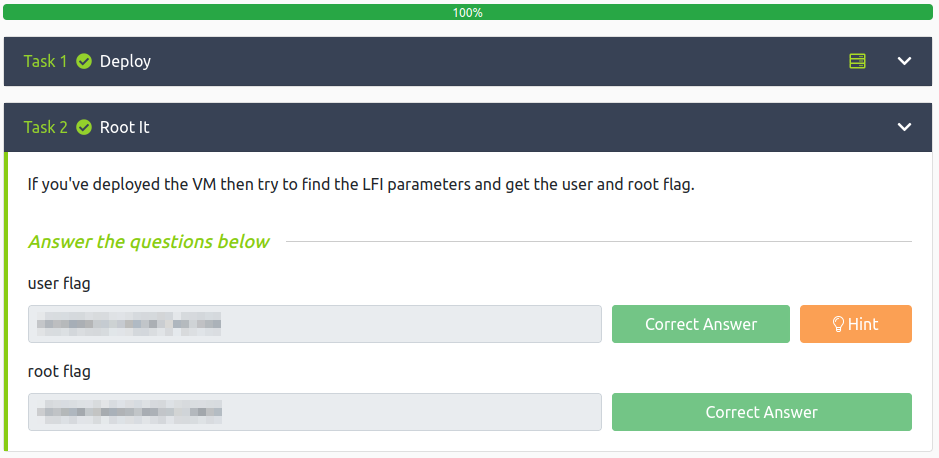 100%
Task 1 Deploy
Task 2 Root It
If you've deployed the VM then try to find the LFI parameters and get the user and root flag.
Answer the questions below
user flag
Correct Answer Hint
root flag
Correct Answer